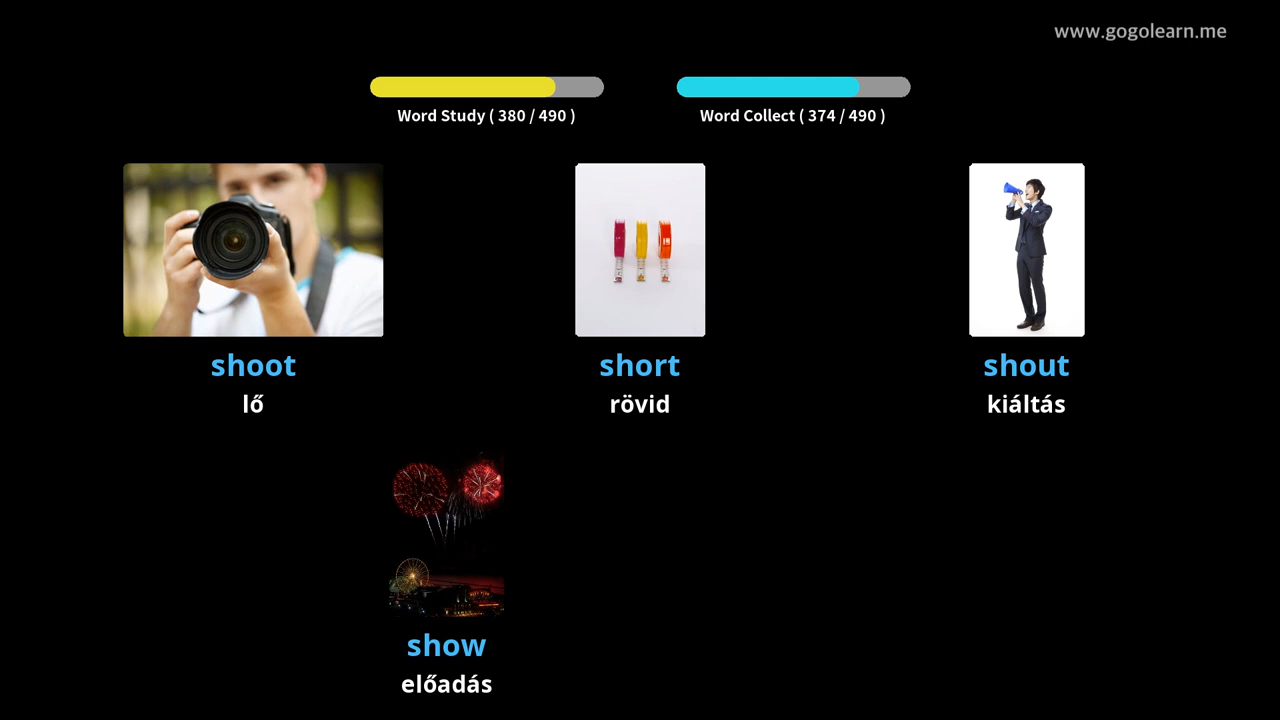 www.gogolearn.me
Word Study ( 380 / 490 )
Word Collect ( 374 / 490 )
shoot
lő
short
rövid
shout
kiáltás
show
előadás